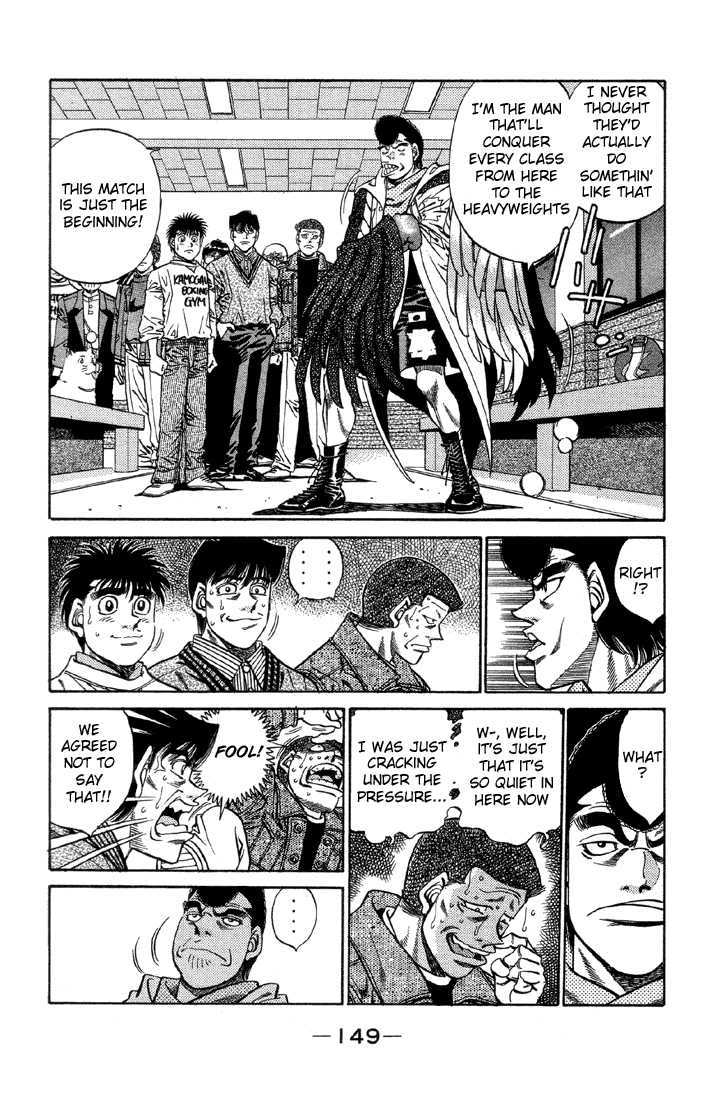 I NEVER
THOUGHT
THEY'D
ACTUALLY
DO
SOMETHIN'
LIKE THAT
I'M THE MAN
THAT'LL
CONQUER
EVERY CLASS
FROM HERE
TO THE
HEAVYWEIGHTS
THIS MATCH
IS JUST THE
BEGINNING!
KAMOGAWA
BOXING
GYM
RIGHT
!?
....
WHAT
?
W-, WELL,
IT'S JUST
THAT IT'S
SO QUIET IN
HERE NOW
I WAS JUST
CRACKING
UNDER THE
PRESSURE...
FOOL!
WE
AGREED
NOT TO
SAY
THAT!!
...
—149—